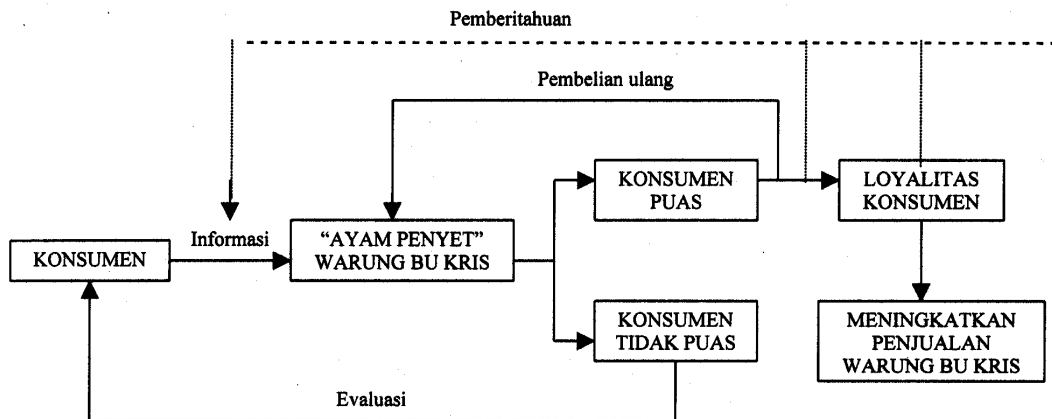 Pemberitahuan
Pembelian ulang
KONSUMEN
PUAS
LOYALITAS
KONSUMEN
Informasi
KONSUMEN
“AYAM PENYET”
WARUNG BU KRIS
KONSUMEN
TIDAK PUAS
MENINGKATKAN
PENJUALAN
WARUNG BU KRIS
Evaluasi